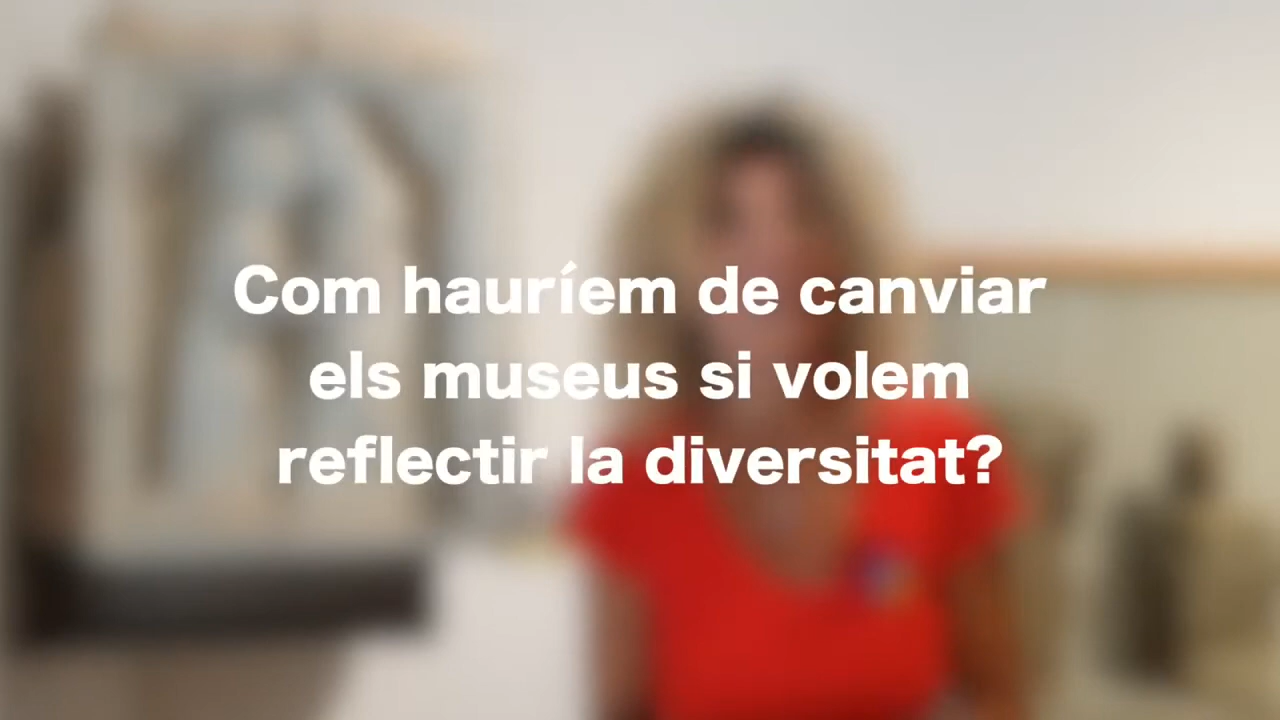 Com hauríem de canviar
els museus si volem
reflectir la diversitat?